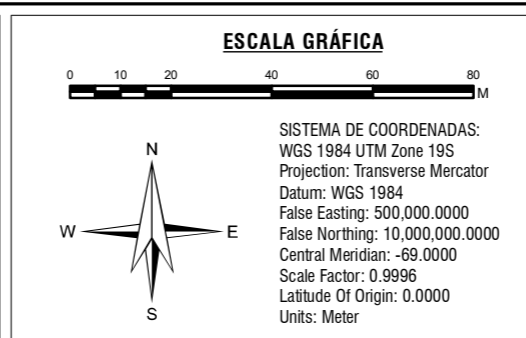 ESCALA GRÁFICA
0 10 20 40 60 80
M
N
W E
S
SISTEMA DE COORDENADAS:
WGS 1984 UTM Zone 19S
Projection: Transverse Mercator
Datum: WGS 1984
False Easting: 500,000.0000
False Northing: 10,000,000.0000
Central Meridian: -69.0000
Scale Factor: 0.9996
Latitude Of Origin: 0.0000
Units: Meter